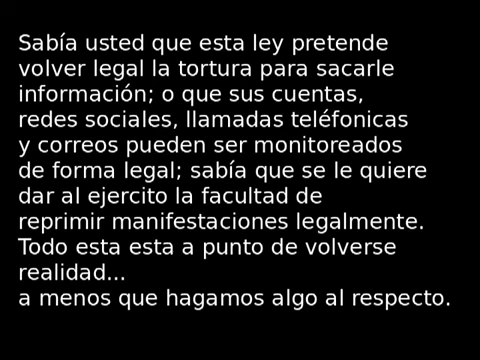 Sabía usted que esta ley pretende
volver legal la tortura para sacarle
información; o que sus cuentas,
redes sociales, llamadas teléfonicas
y correos pueden ser monitoreados
de forma legal; sabía que se le quiere
dar al ejercito la facultad de
reprimir manifestaciones legalmente.
Todo esta esta a punto de volverse
realidad...
a menos que hagamos algo al respecto.